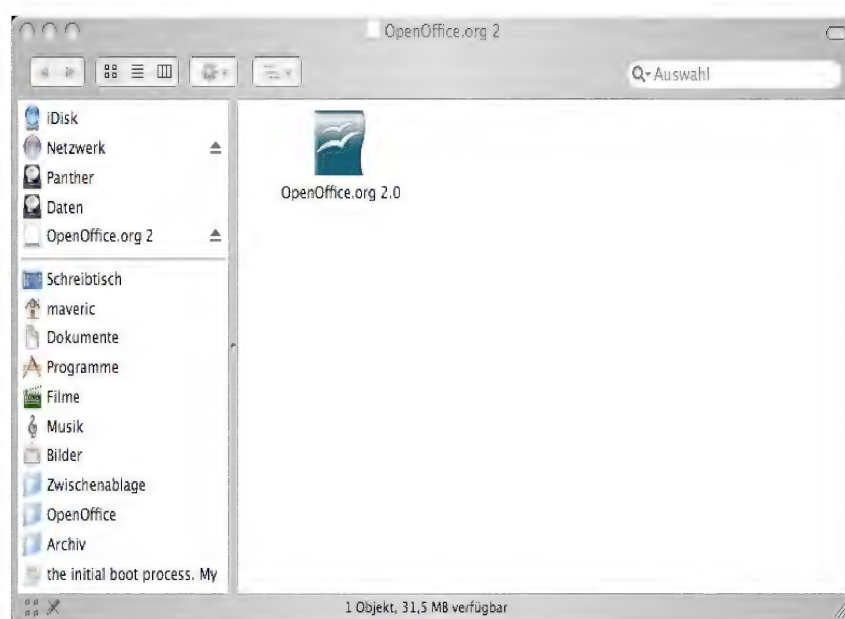 OpenOffice.org 2
Auswahl
iDisk
Netzwerk
Panther
Daten
OpenOffice.org 2
Schreibtisch
maveric
Dokumente
Programme
Filme
Musik
Bilder
Zwischenablage
OpenOffice
Archiv
the initial boot process. My
OpenOffice.org 2.0
1 Objekt, 31,5 MB verfügbar